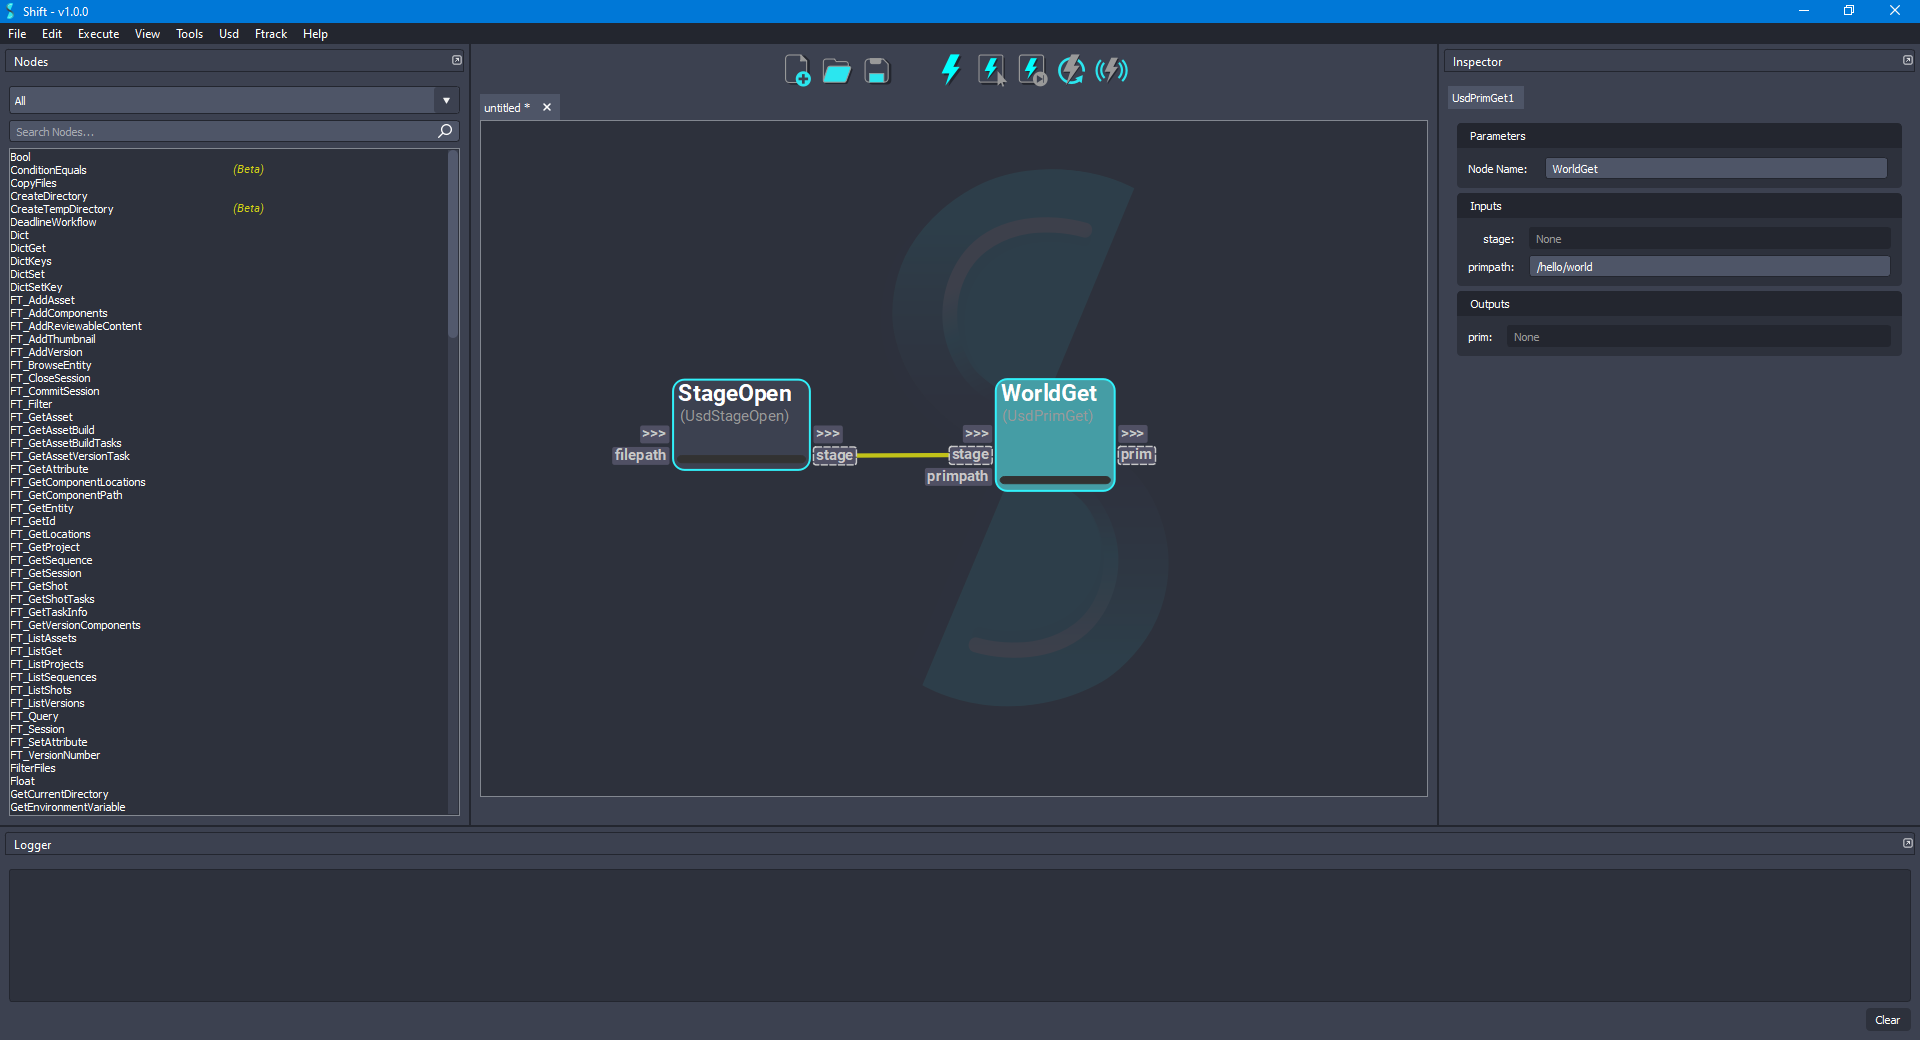 Shift - v1.0.0
File Edit Execute View Tools Usd Ftrack Help
Nodes
All
Search Nodes...
Bool
ConditionEquals (Beta)
CopyFiles
CreateDirectory
CreateTempDirectory (Beta)
DeadlineWorkflow
Dict
DictGet
DictKeys
DictSet
DictSetKey
FT_AddAsset
FT_AddComponents
FT_AddReviewableContent
FT_AddThumbnail
FT_AddVersion
FT_BrowseEntity
FT_CloseSession
FT_CommitSession
FT_Filter
FT_GetAsset
FT_GetAssetBuild
FT_GetAssetBuildTasks
FT_GetAssetVersionTask
FT_GetAttribute
FT_GetComponentLocations
FT_GetComponentPath
FT_GetEntity
FT_GetId
FT_GetLocations
FT_GetProject
FT_GetSequence
FT_GetSession
FT_GetShot
FT_GetShotTasks
FT_GetTaskInfo
FT_GetVersionComponents
FT_ListAssets
FT_ListGet
FT_ListProjects
FT_ListSequences
FT_ListShots
FT_ListVersions
FT_Query
FT_Session
FT_SetAttribute
FT_VersionNumber
FilterFiles
Float
GetCurrentDirectory
GetEnvironmentVariable
untitled *
StageOpen
(UsdStageOpen)
>>> >>>
filepath stage
WorldGet
(UsdPrimGet)
>>> >>>
stage prim
primpath
Inspector
UsdPrimGet1
Parameters
Node Name: WorldGet
Inputs
stage: None
primpath: /hello/world
Outputs
prim: None
Logger
Clear